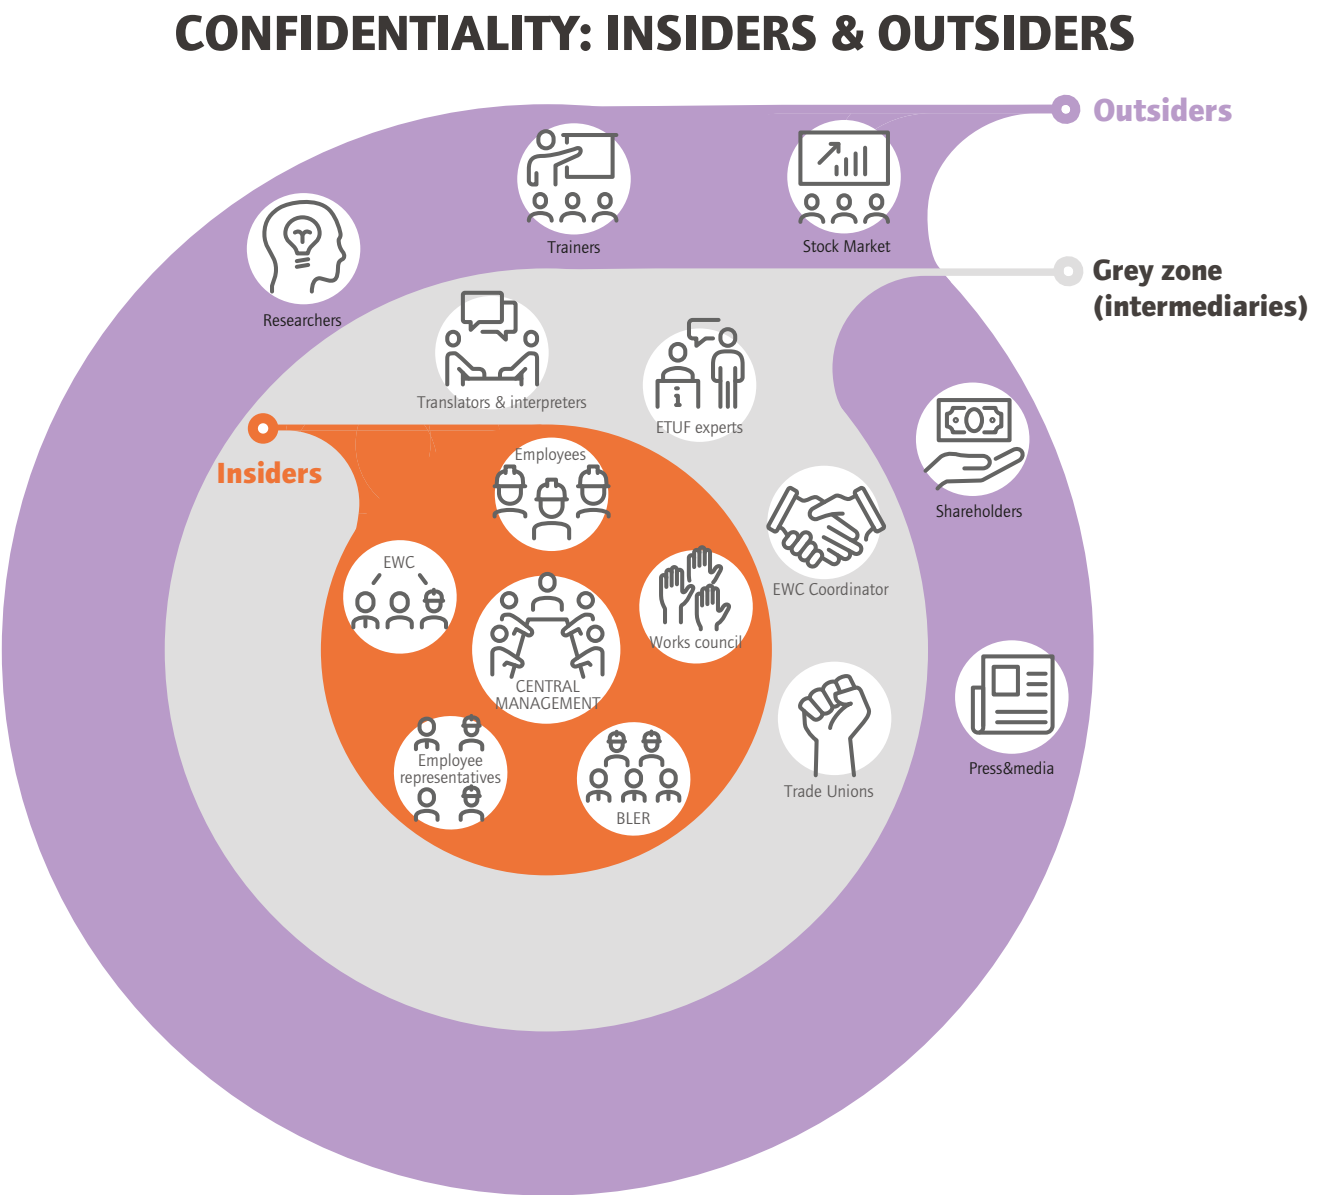 CONFIDENTIALITY: INSIDERS & OUTSIDERS
Outsiders
Trainers
Stock Market
Grey zone
(intermediaries)
Researchers
Translators & interpreters
ETUF experts
Insiders
Employees
Shareholders
EWC
EWC Coordinator
Works council
CENTRAL
MANAGEMENT
Employee
representatives
Press&media
Trade Unions
BLER